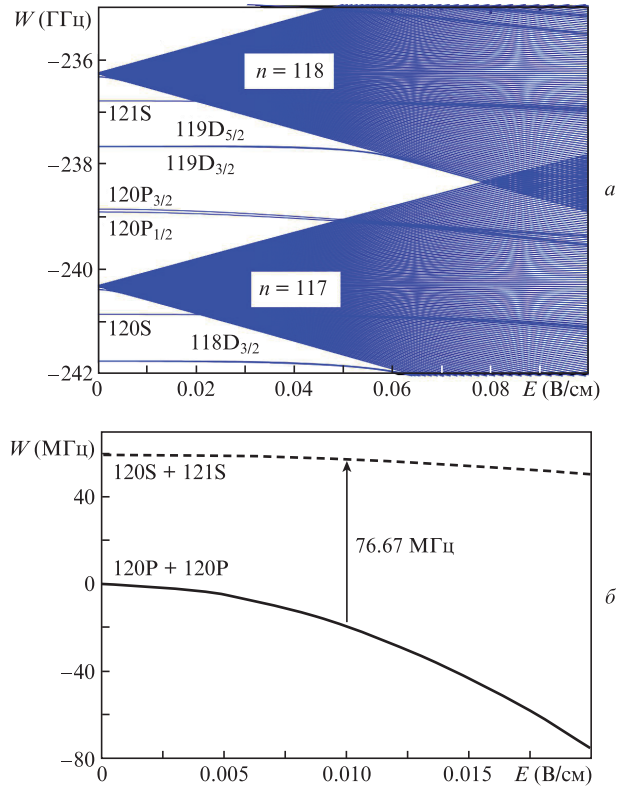 W (ГГц)
−236
n = 118
121S
119D5/2
−238
119D3/2
а
120P3/2
120P1/2
−240
n = 117
120S
118D3/2
−242
0 0.02 0.04 0.06 0.08 E (В/см)
W (МГц)
120S + 121S
40
76.67 МГц
120P + 120P
0
б
−40
−80
0 0.005 0.010 0.015 E (В/см)